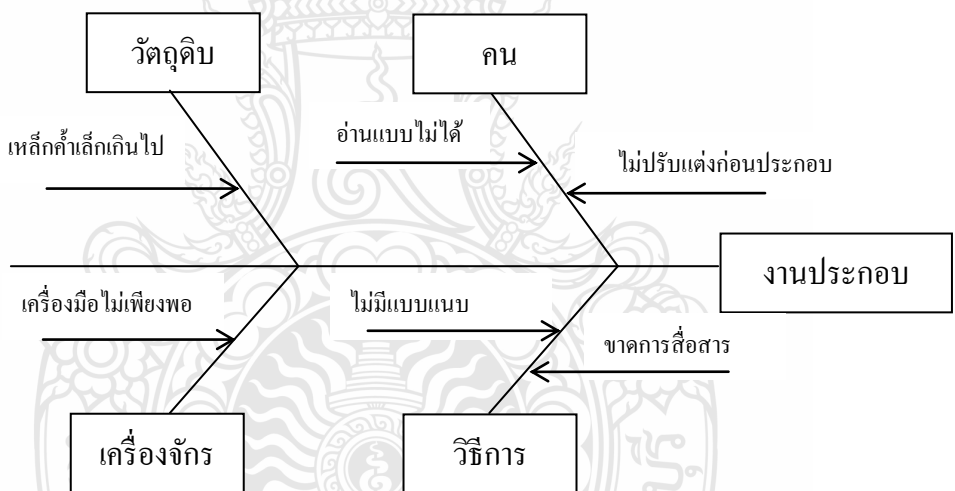 วัตถุดิบ
คน
เหล็กค้ำเล็กเกินไป
อ่านแบบไม่ได้
ไม่ปรับแต่งก่อนประกอบ
งานประกอบ
เครื่องมือไม่เพียงพอ
ไม่มีแบบแนบ
ขาดการสื่อสาร
เครื่องจักร
วิธีการ